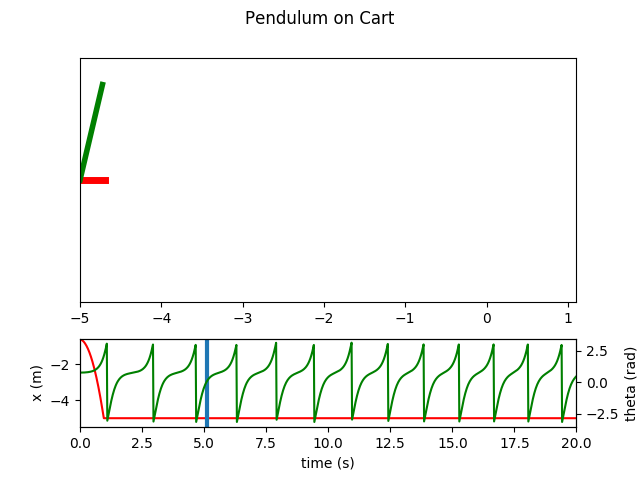 Pendulum on Cart
−5 −4 −3 −2 −1 0 1
−2
−4
x (m)
2.5
0.0
−2.5
theta (rad)
0.0 2.5 5.0 7.5 10.0 12.5 15.0 17.5 20.0
time (s)